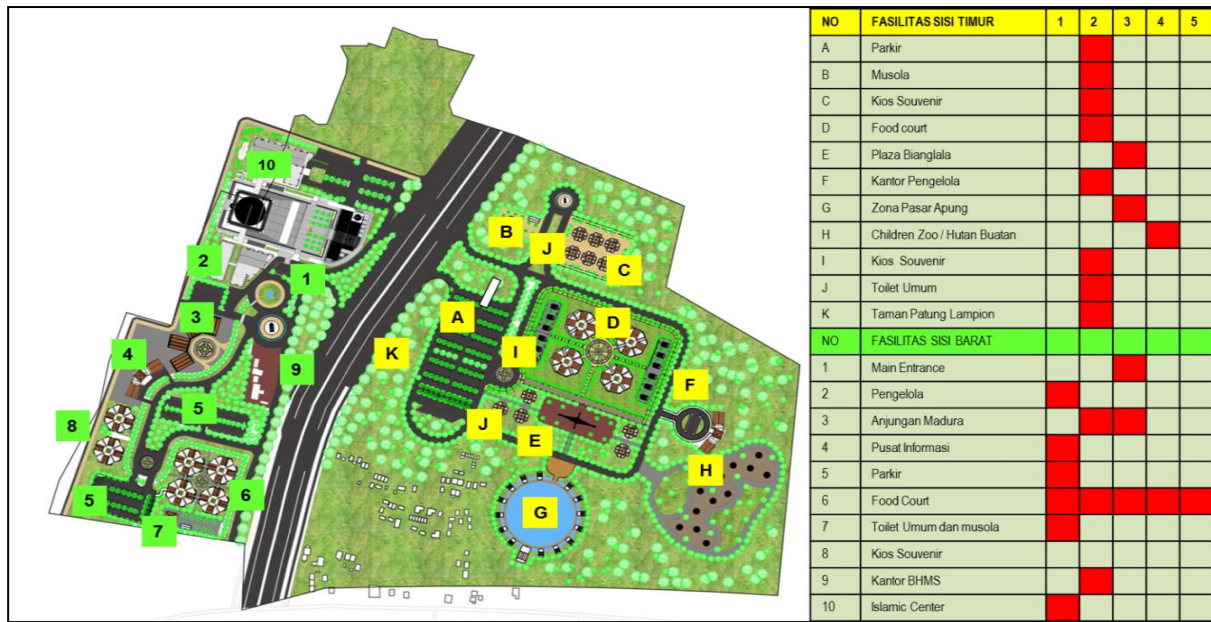 10
2
1
3
4
9
5
8
5
6
7
B
J
C
A
D
K
I
F
J
E
H
G
NO FASILITAS SISI TIMUR 1 2 3 4 5
A Parkir
B Musola
C Kios Souvenir
D Food court
E Plaza Bianglala
F Kantor Pengelola
G Zona Pasar Apung
H Children Zoo / Hutan Buatan
I Kios Souvenir
J Toilet Umum
K Taman Patung Lampion
NO FASILITAS SISI BARAT
1 Main Entrance
2 Pengelola
3 Anjungan Madura
4 Pusat Informasi
5 Parkir
6 Food Court
7 Toilet Umum dan musola
8 Kios Souvenir
9 Kantor BHMS
10 Islamic Center